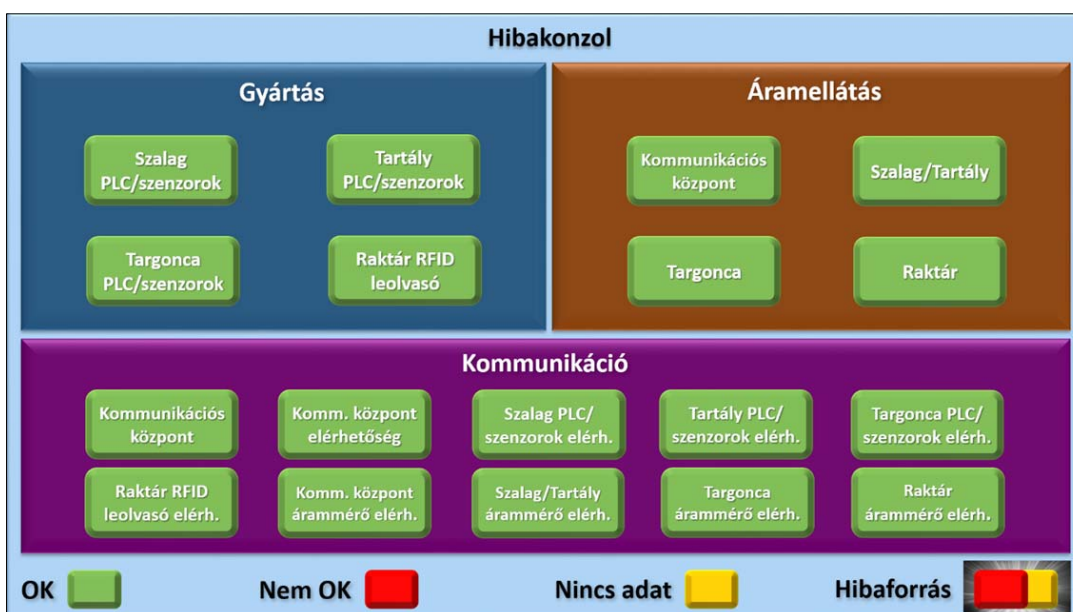 Hibakonzol
Gyártás
Szalag
PLC/szenzorok
Tartály
PLC/szenzorok
Targonca
PLC/szenzorok
Raktár RFID
leolvasó
Áramellátás
Kommunikációs
központ
Szalag/Tartály
Targonca
Raktár
Kommunikáció
Kommunikációs
központ
Komm. központ
elérhetőség
Szalag PLC/
szenzorok elérh.
Tartály PLC/
szenzorok elérh.
Targonca PLC/
szenzorok elérh.
Raktár RFID
leolvasó elérh.
Komm. központ
árammérő elérh.
Szalag/Tartály
árammérő elérh.
Targonca
árammérő elérh.
Raktár
árammérő elérh.
OK
Nem OK
Nincs adat
Hibaforrás